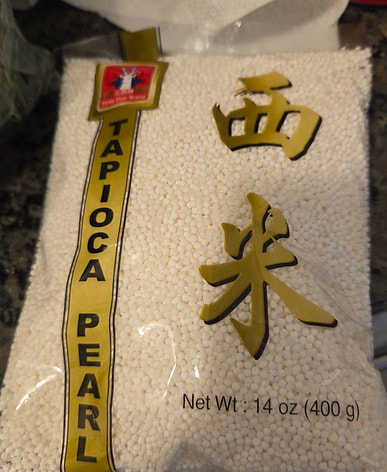 TAPIOCA PEARL
西米
Net Wt : 14 oz (400 g)